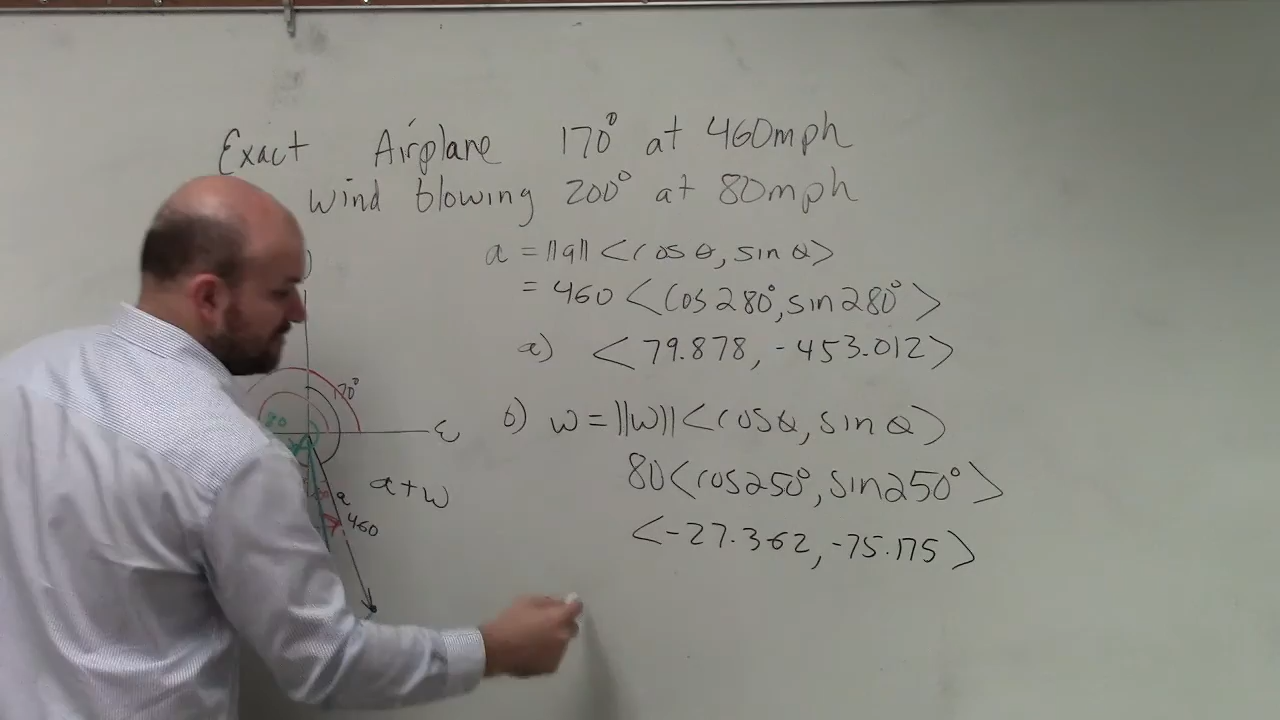 Exact Airplane 170° at 460mph
wind blowing 200° at 80mph
a = ||a|| <cos θ, sin θ>
= 460 <cos 280°, sin 280°>
a) <79.878, -453.012>
b) w = ||w|| <cos θ, sin θ>
80 <cos 250°, sin 250°>
<-27.362, -75.175>
170°
80
E
a + w
a
460